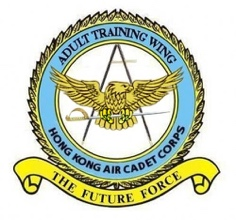 ADULT TRAINING WING
HONG KONG AIR CADET CORPS
THE FUTURE FORCE